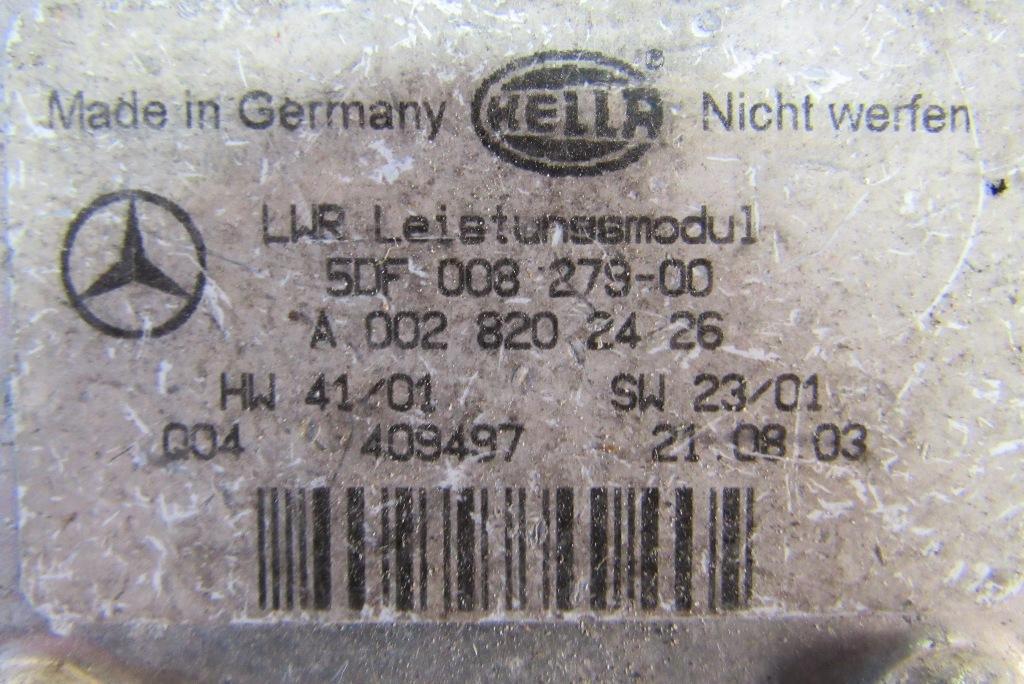 Made in Germany HELLA® Nicht werfen
LWR Leistungsmodul
5DF 008 279-00
A 002 820 24 26
HW 41/01 SW 23/01
Q04 409497 21.08.03